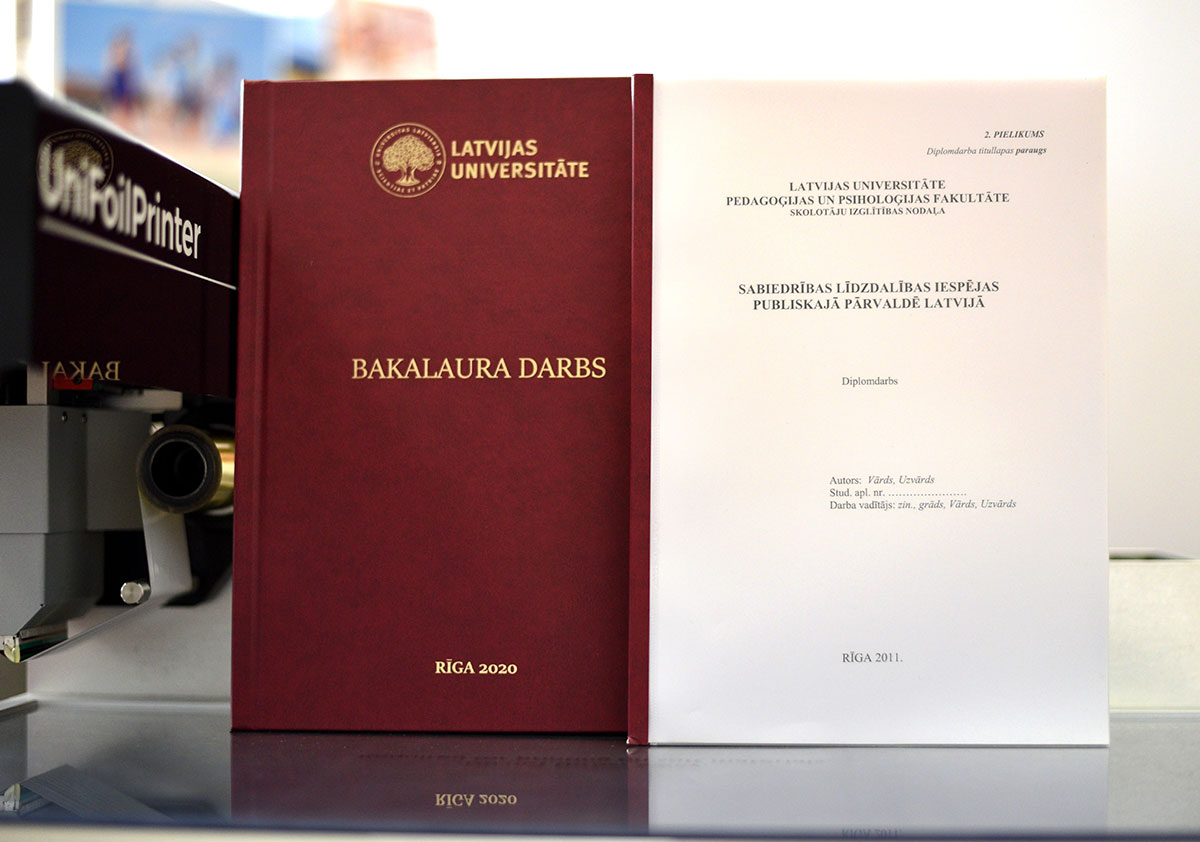 UniFoilPrinter
LATVIJAS
UNIVERSITĀTE
BAKALAURA DARBS
RĪGA 2020
2. PIELIKUMS
Diplomdarba titullapas paraugs
LATVIJAS UNIVERSITĀTE
PEDAGOĢIJAS UN PSIHOLOĢIJAS FAKULTĀTE
SKOLOTĀJU IZGLĪTĪBAS NODAĻA
SABIEDRĪBAS LĪDZDALĪBAS IESPĒJAS
PUBLISKAJĀ PĀRVALDĒ LATVIJĀ
Diplomdarbs
Autors: Vārds, Uzvārds
Stud. apl. nr. ......................
Darba vadītājs: zin., grāds, Vārds, Uzvārds
RĪGA 2011.